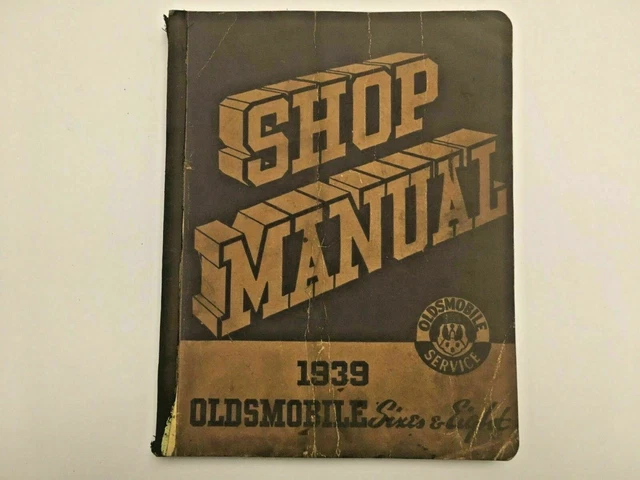 SHOP
MANUAL
OLDSMOBILE
SERVICE
1939
OLDSMOBILE Sixes & Eight